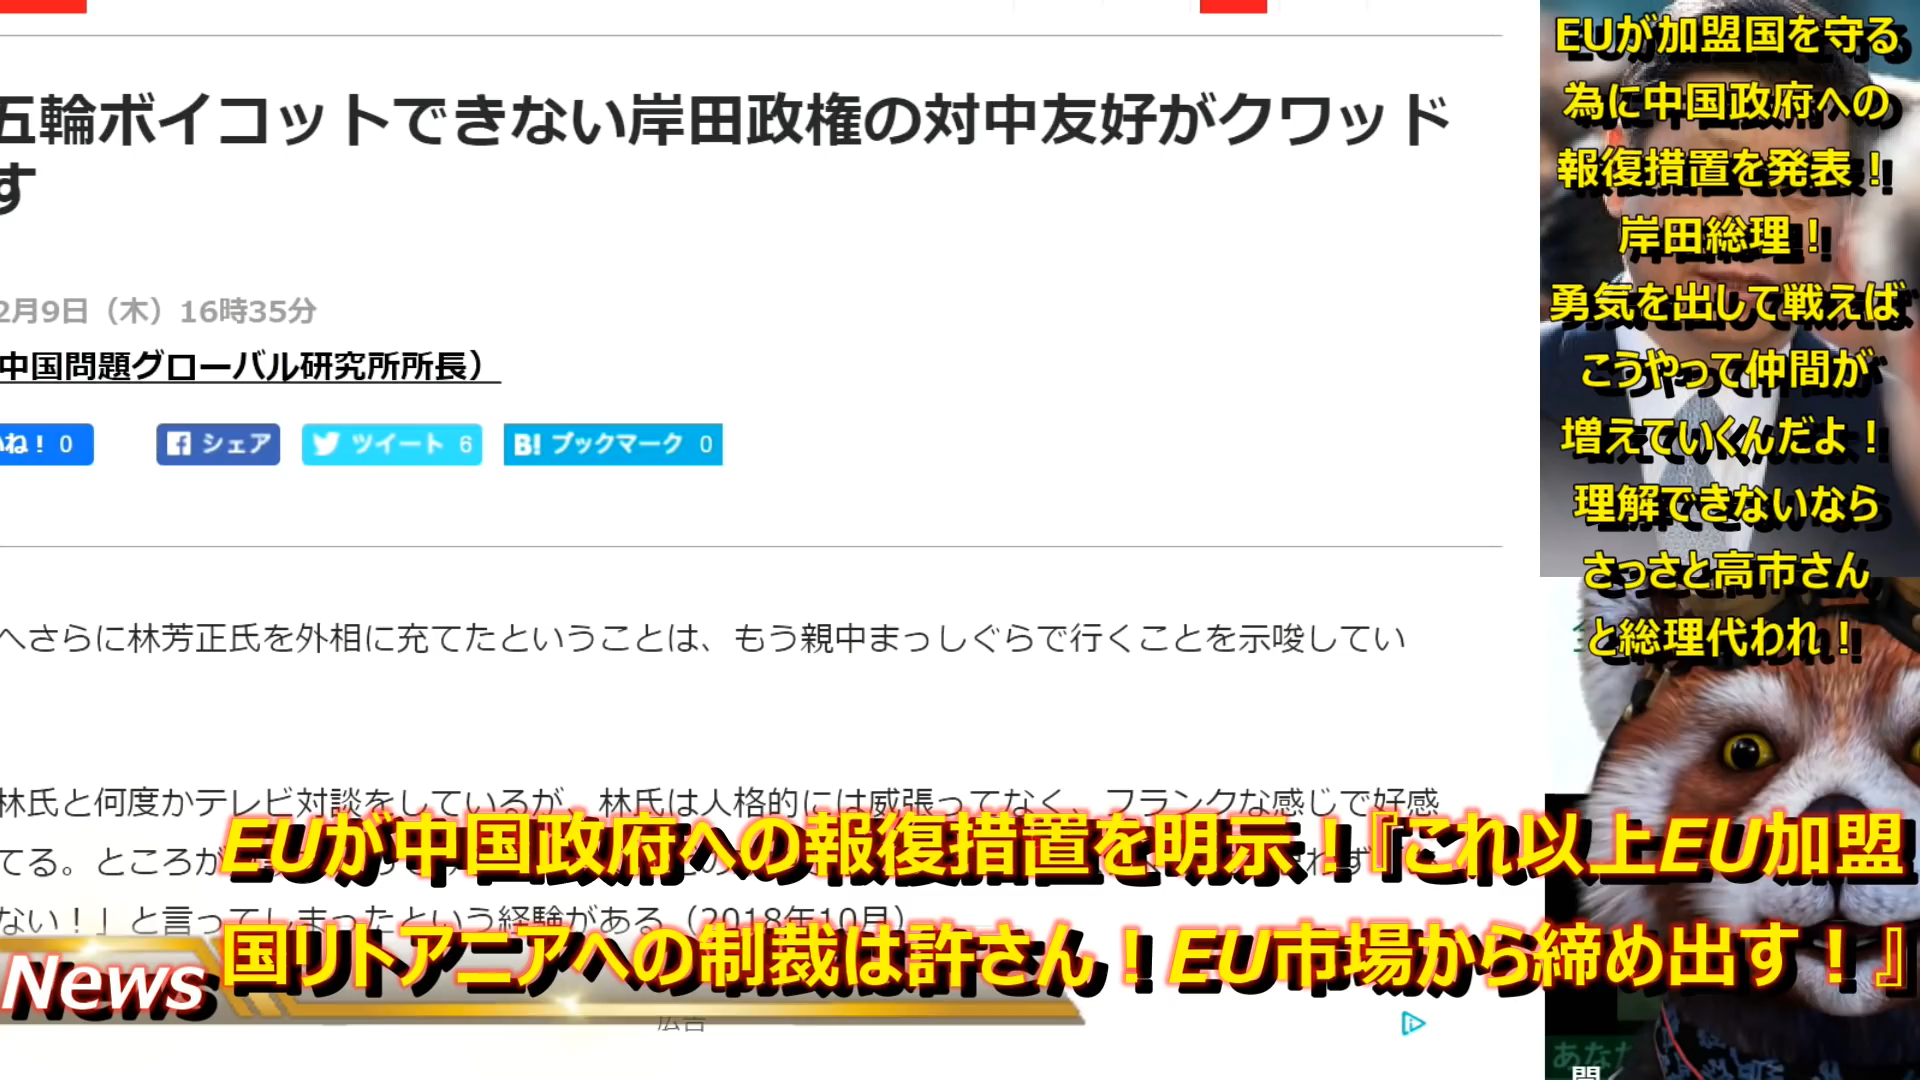 五輪ボイコットできない岸田政権の対中友好がクワッド
す
2月9日（木）16時35分
中国問題グローバル研究所所長）
いね！ 0
シェア
ツイート 6
B! ブックマーク 0
へさらに林芳正氏を外相に充てたということは、もう親中まっしぐらで行くことを示唆してい
林氏と何度かテレビ対談をしているが、林氏は人格的には威張ってなく、フランクな感じで好感
てる。ところが
ない！」と言ってしまったという経験がある（2018年10月）
広告
EUが加盟国を守る
為に中国政府への
報復措置を発表！
岸田総理！
勇気を出して戦えば
こうやって仲間が
増えていくんだよ！
理解できないなら
さっさと高市さん
と総理代われ！
EUが中国政府への報復措置を明示！『これ以上EU加盟
国リトアニアへの制裁は許さん！EU市場から締め出す！』
News
あなた